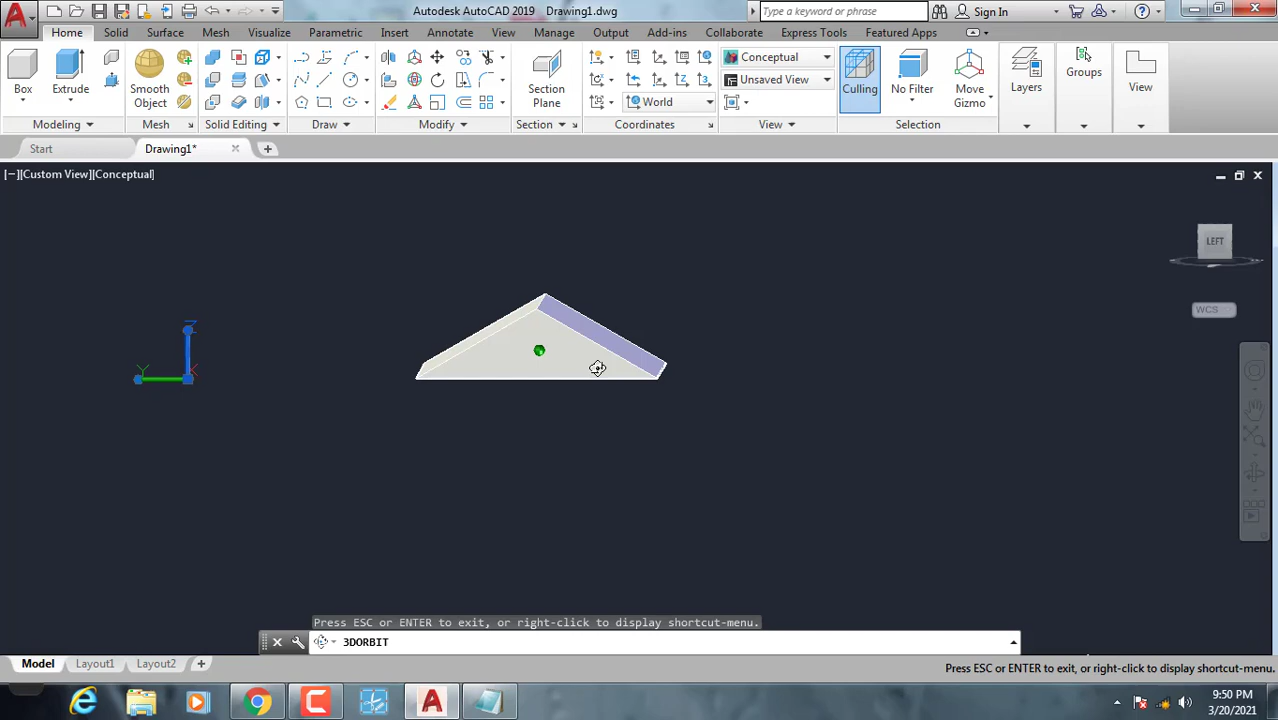 Autodesk AutoCAD 2019 Drawing1.dwg
Type a keyword or phrase
Sign In
Home Solid Surface Mesh Visualize Parametric Insert Annotate View Manage Output Add-ins Collaborate Express Tools Featured Apps
Box Extrude Smooth Object Section Plane Conceptual Unsaved View World Culling No Filter Move Gizmo Layers Groups View
Modeling Mesh Solid Editing Draw Modify Section Coordinates View Selection
Start Drawing1*
[−][Custom View][Conceptual]
LEFT
WCS
Z
Y X
Press ESC or ENTER to exit, or right-click to display shortcut-menu.
3DORBIT
Model Layout1 Layout2
Press ESC or ENTER to exit, or right-click to display shortcut-menu.
9:50 PM
3/20/2021